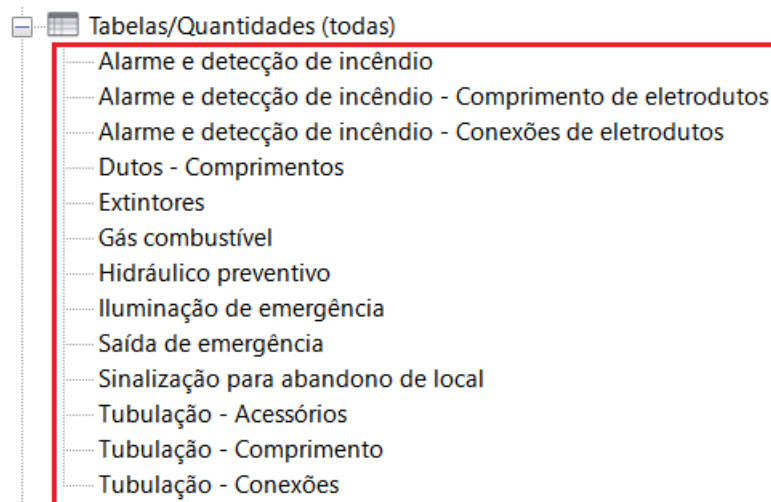 Tabelas/Quantidades (todas)
Alarme e detecção de incêndio
Alarme e detecção de incêndio - Comprimento de eletrodutos
Alarme e detecção de incêndio - Conexões de eletrodutos
Dutos - Comprimentos
Extintores
Gás combustível
Hidráulico preventivo
Iluminação de emergência
Saída de emergência
Sinalização para abandono de local
Tubulação - Acessórios
Tubulação - Comprimento
Tubulação - Conexões